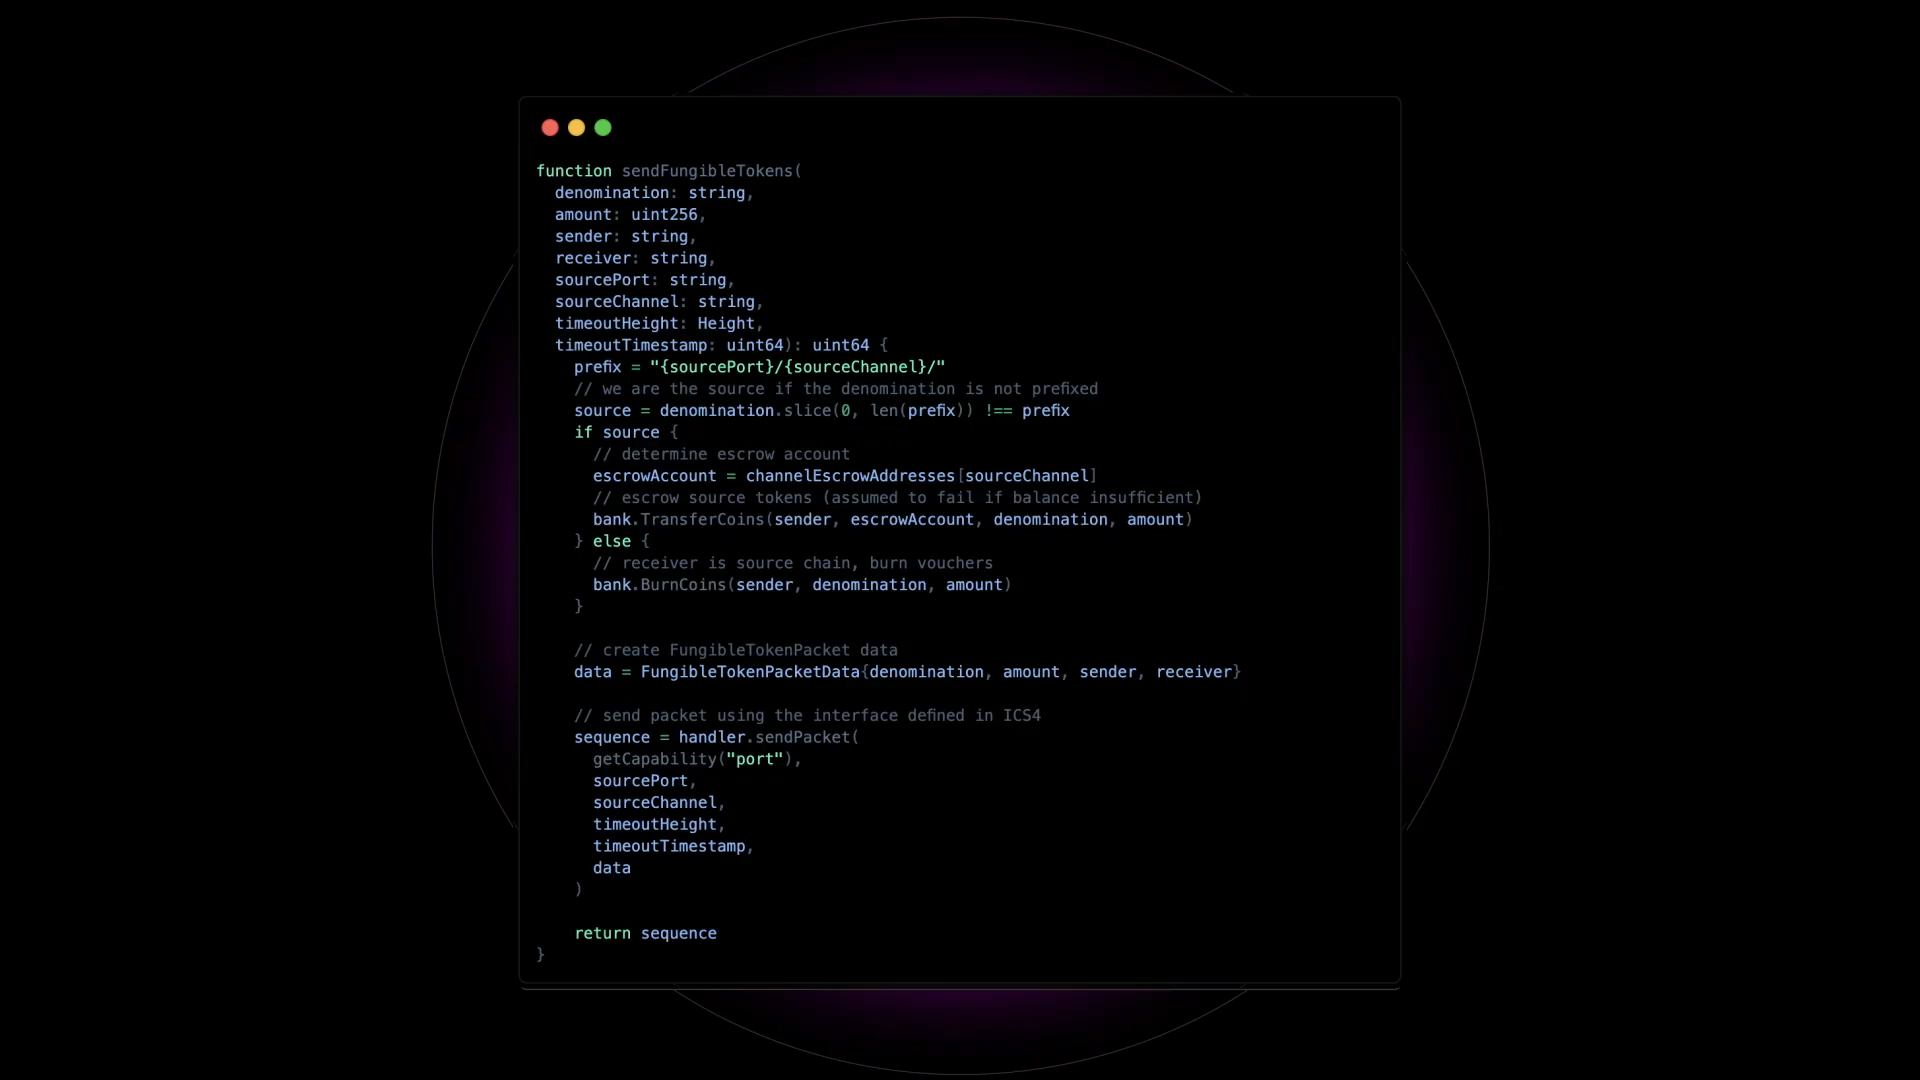 function sendFungibleTokens(
  denomination: string,
  amount: uint256,
  sender: string,
  receiver: string,
  sourcePort: string,
  sourceChannel: string,
  timeoutHeight: Height,
  timeoutTimestamp: uint64): uint64 {
    prefix = "{sourcePort}/{sourceChannel}/"
    // we are the source if the denomination is not prefixed
    source = denomination.slice(0, len(prefix)) !== prefix
    if source {
      // determine escrow account
      escrowAccount = channelEscrowAddresses[sourceChannel]
      // escrow source tokens (assumed to fail if balance insufficient)
      bank.TransferCoins(sender, escrowAccount, denomination, amount)
    } else {
      // receiver is source chain, burn vouchers
      bank.BurnCoins(sender, denomination, amount)
    }

    // create FungibleTokenPacket data
    data = FungibleTokenPacketData{denomination, amount, sender, receiver}

    // send packet using the interface defined in ICS4
    sequence = handler.sendPacket(
      getCapability("port"),
      sourcePort,
      sourceChannel,
      timeoutHeight,
      timeoutTimestamp,
      data
    )

    return sequence
}